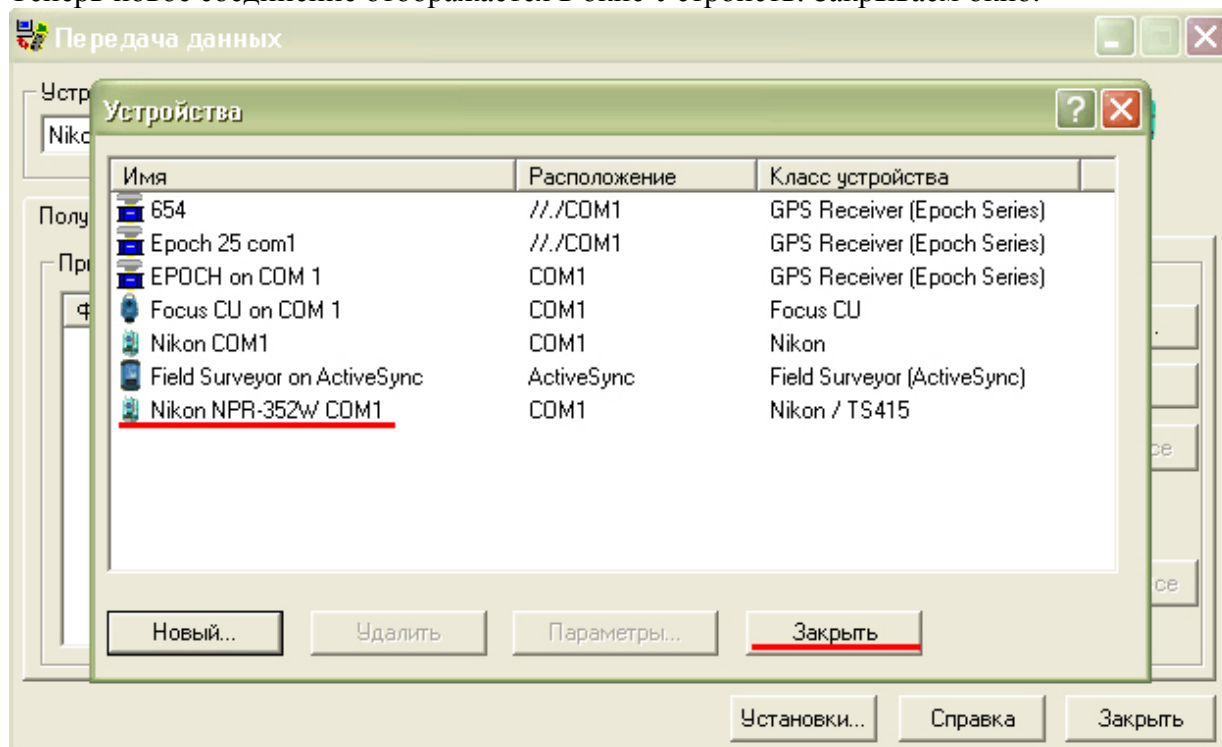 Передача данных
Устр
Устройства
Nikc
Имя Расположение Класс устройства
654 //./COM1 GPS Receiver (Epoch Series)
Epoch 25 com1 //./COM1 GPS Receiver (Epoch Series)
EPOCH on COM 1 COM1 GPS Receiver (Epoch Series)
Focus CU on COM 1 COM1 Focus CU
Nikon COM1 COM1 Nikon
Field Surveyor on ActiveSync ActiveSync Field Surveyor (ActiveSync)
Nikon NPR-352W COM1 COM1 Nikon / TS415
Полу
При
Ф
се
Новый... Удалить Параметры... Закрыть
Установки... Справка Закрыть